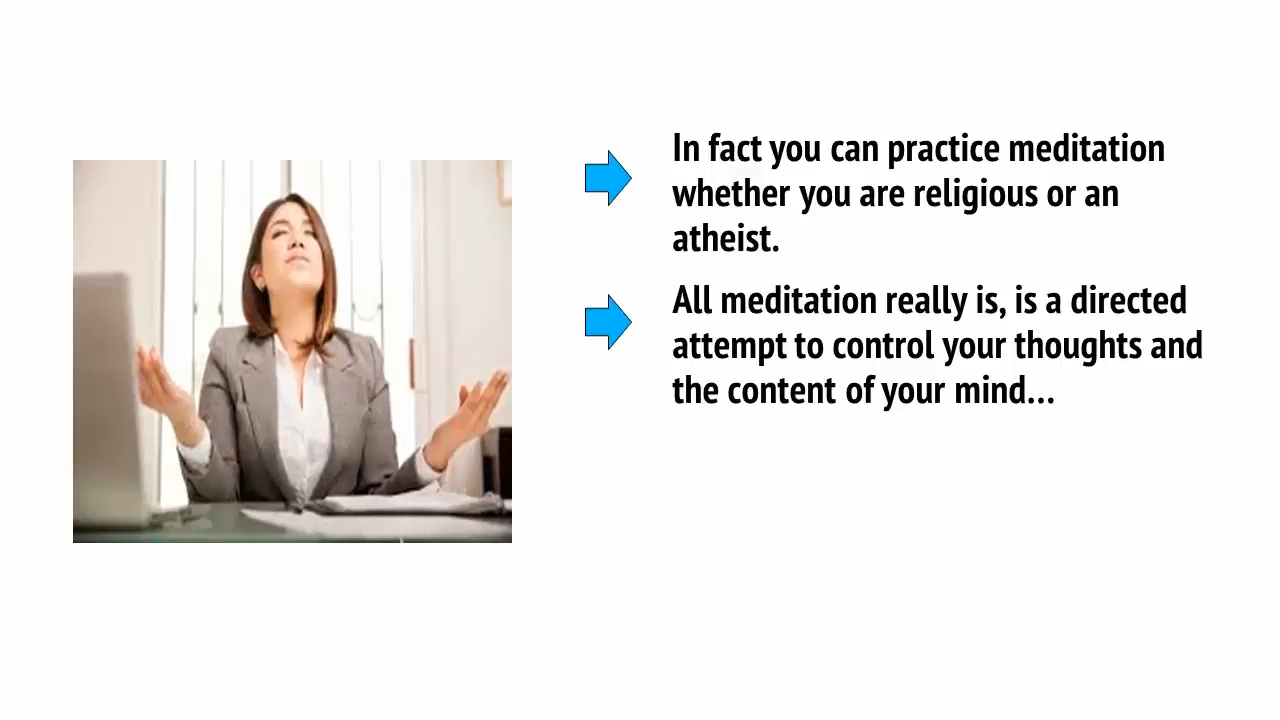 In fact you can practice meditation
whether you are religious or an
atheist.
All meditation really is, is a directed
attempt to control your thoughts and
the content of your mind...